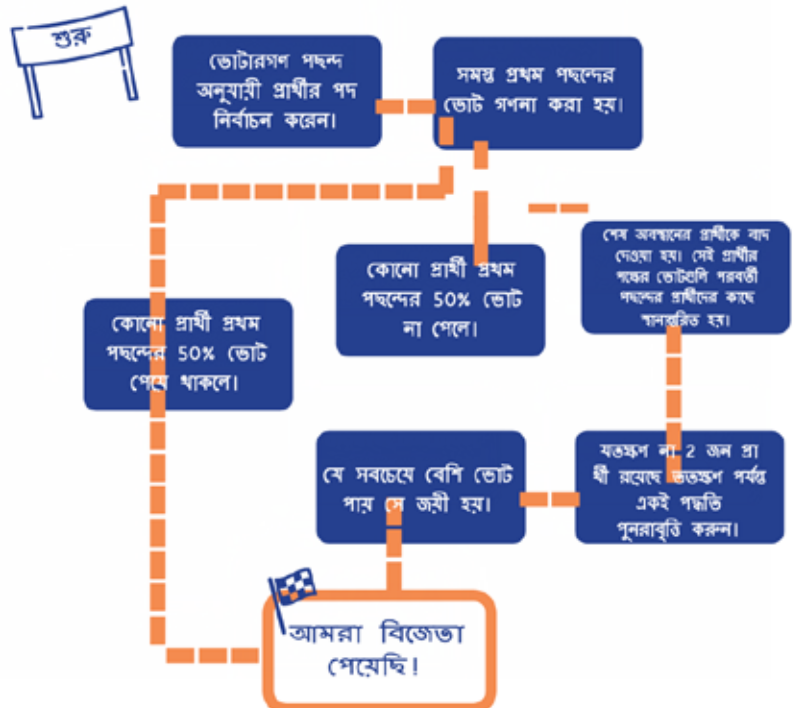 শুরু
ভোটারগণ পছন্দ
অনুযায়ী প্রার্থীর পদ
নির্বাচন করেন।
সমস্ত প্রথম পছন্দের
ভোট গণনা করা হয়।
কোনো প্রার্থী প্রথম
পছন্দের 50% ভোট
না পেলে।
শেষ অবস্থানের প্রার্থীকে বাদ
দেওয়া হয়। সেই প্রার্থীর
পক্ষের ভোটগুলি পরবর্তী
পছন্দের প্রার্থীদের কাছে
স্থানান্তরিত হয়।
কোনো প্রার্থী প্রথম
পছন্দের 50% ভোট
পেয়ে থাকলে।
যে সবচেয়ে বেশি ভোট
পায় সে জয়ী হয়।
যতক্ষণ না 2 জন প্রা
র্থী রয়েছে ততক্ষণ পর্যন্ত
একই পদ্ধতি
পুনরাবৃত্তি করুন।
আমরা বিজেতা
পেয়েছি!